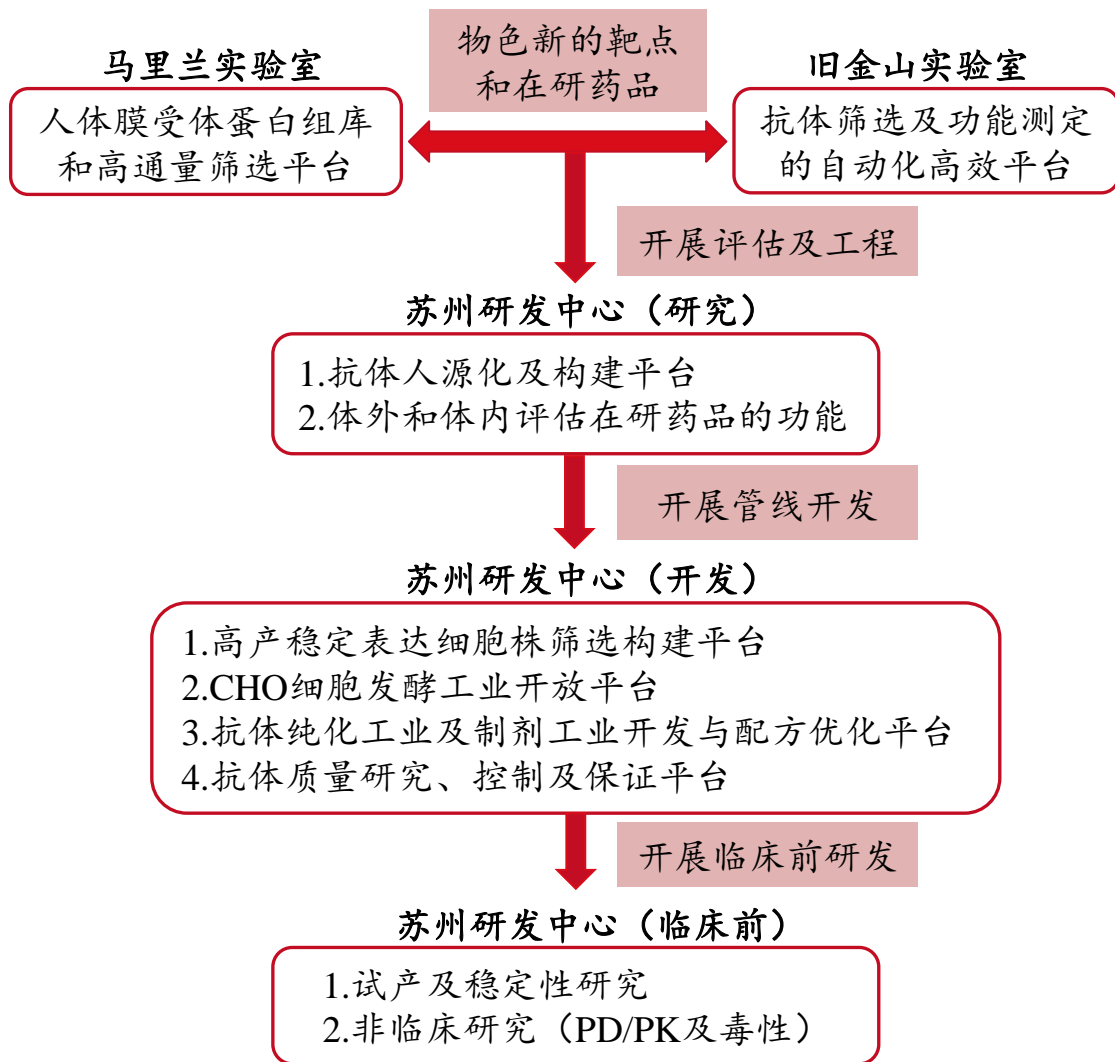 物色新的靶点
和在研药品
马里兰实验室
旧金山实验室
人体膜受体蛋白组库
和高通量筛选平台
抗体筛选及功能测定
的自动化高效平台
开展评估及工程
苏州研发中心（研究）
1.抗体人源化及构建平台
2.体外和体内评估在研药品的功能
开展管线开发
苏州研发中心（开发）
1.高产稳定表达细胞株筛选构建平台
2.CHO细胞发酵工业开放平台
3.抗体纯化工业及制剂工业开发与配方优化平台
4.抗体质量研究、控制及保证平台
开展临床前研发
苏州研发中心（临床前）
1.试产及稳定性研究
2.非临床研究（PD/PK及毒性）